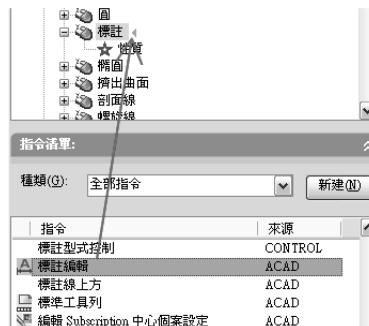 圓
標註
性質
橢圓
擠出曲面
剖面線
螺旋線
指令清單:
種類(G): 全部指令 新建(N)
指令 來源
標註型式控制 CONTROL
標註編輯 ACAD
標註線上方 ACAD
標準工具列 ACAD
編輯 Subscription 中心個案設定 ACAD